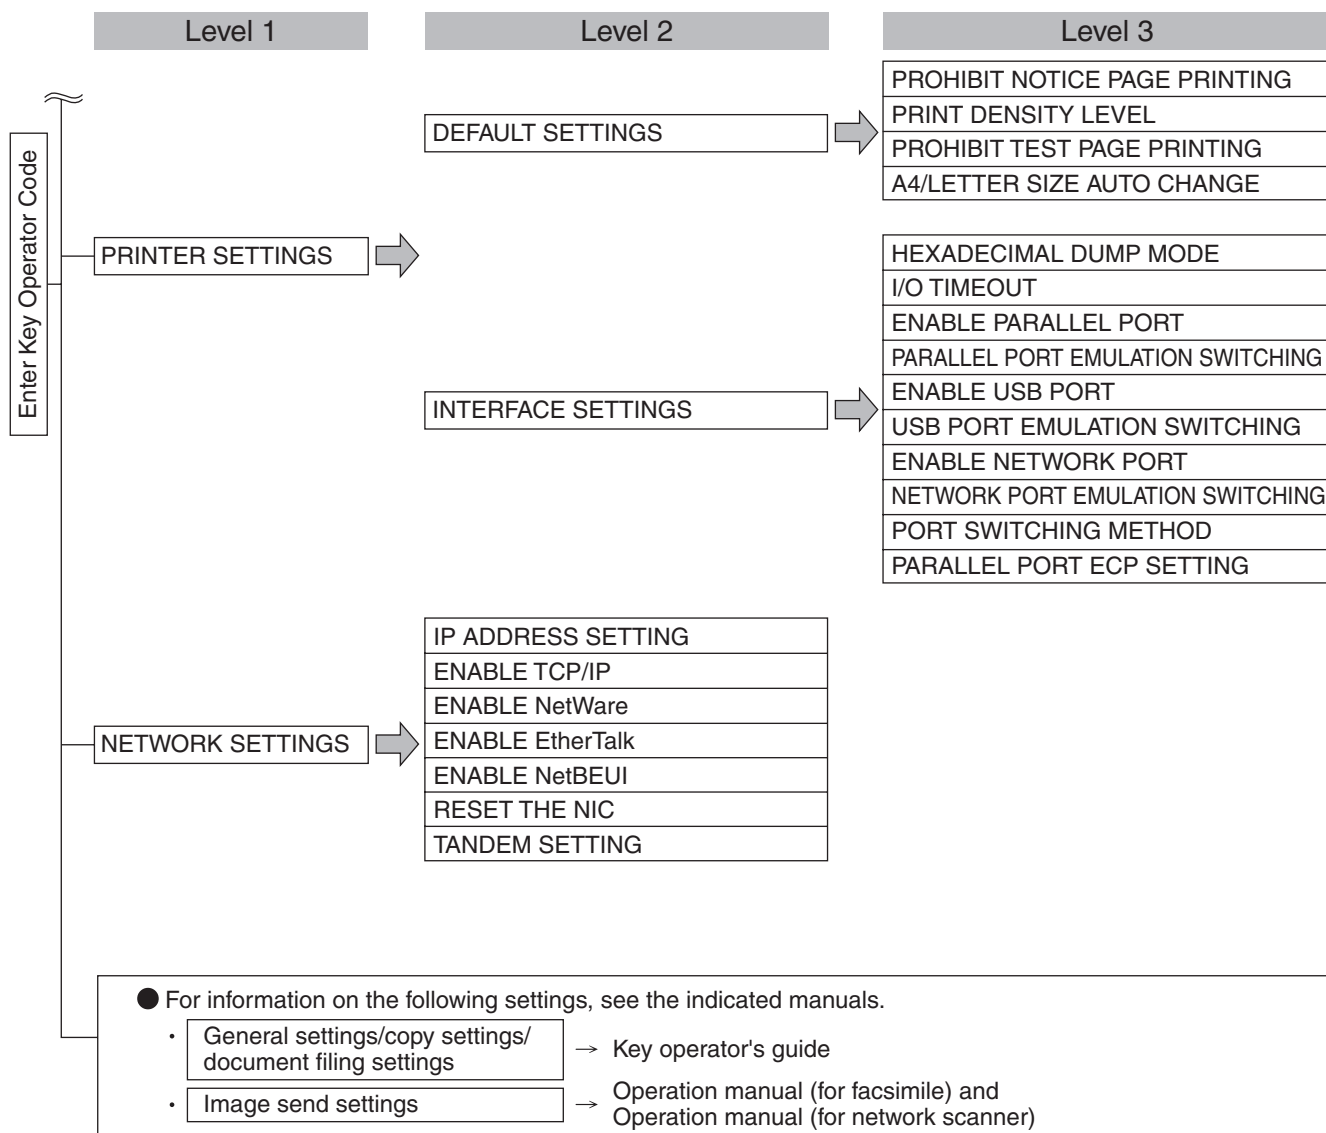 Level 1
Level 2
Level 3
Enter Key Operator Code
PRINTER SETTINGS
DEFAULT SETTINGS
PROHIBIT NOTICE PAGE PRINTING
PRINT DENSITY LEVEL
PROHIBIT TEST PAGE PRINTING
A4/LETTER SIZE AUTO CHANGE
INTERFACE SETTINGS
HEXADECIMAL DUMP MODE
I/O TIMEOUT
ENABLE PARALLEL PORT
PARALLEL PORT EMULATION SWITCHING
ENABLE USB PORT
USB PORT EMULATION SWITCHING
ENABLE NETWORK PORT
NETWORK PORT EMULATION SWITCHING
PORT SWITCHING METHOD
PARALLEL PORT ECP SETTING
NETWORK SETTINGS
IP ADDRESS SETTING
ENABLE TCP/IP
ENABLE NetWare
ENABLE EtherTalk
ENABLE NetBEUI
RESET THE NIC
TANDEM SETTING
● For information on the following settings, see the indicated manuals.
· General settings/copy settings/
document filing settings
→ Key operator's guide
· Image send settings
→ Operation manual (for facsimile) and
Operation manual (for network scanner)